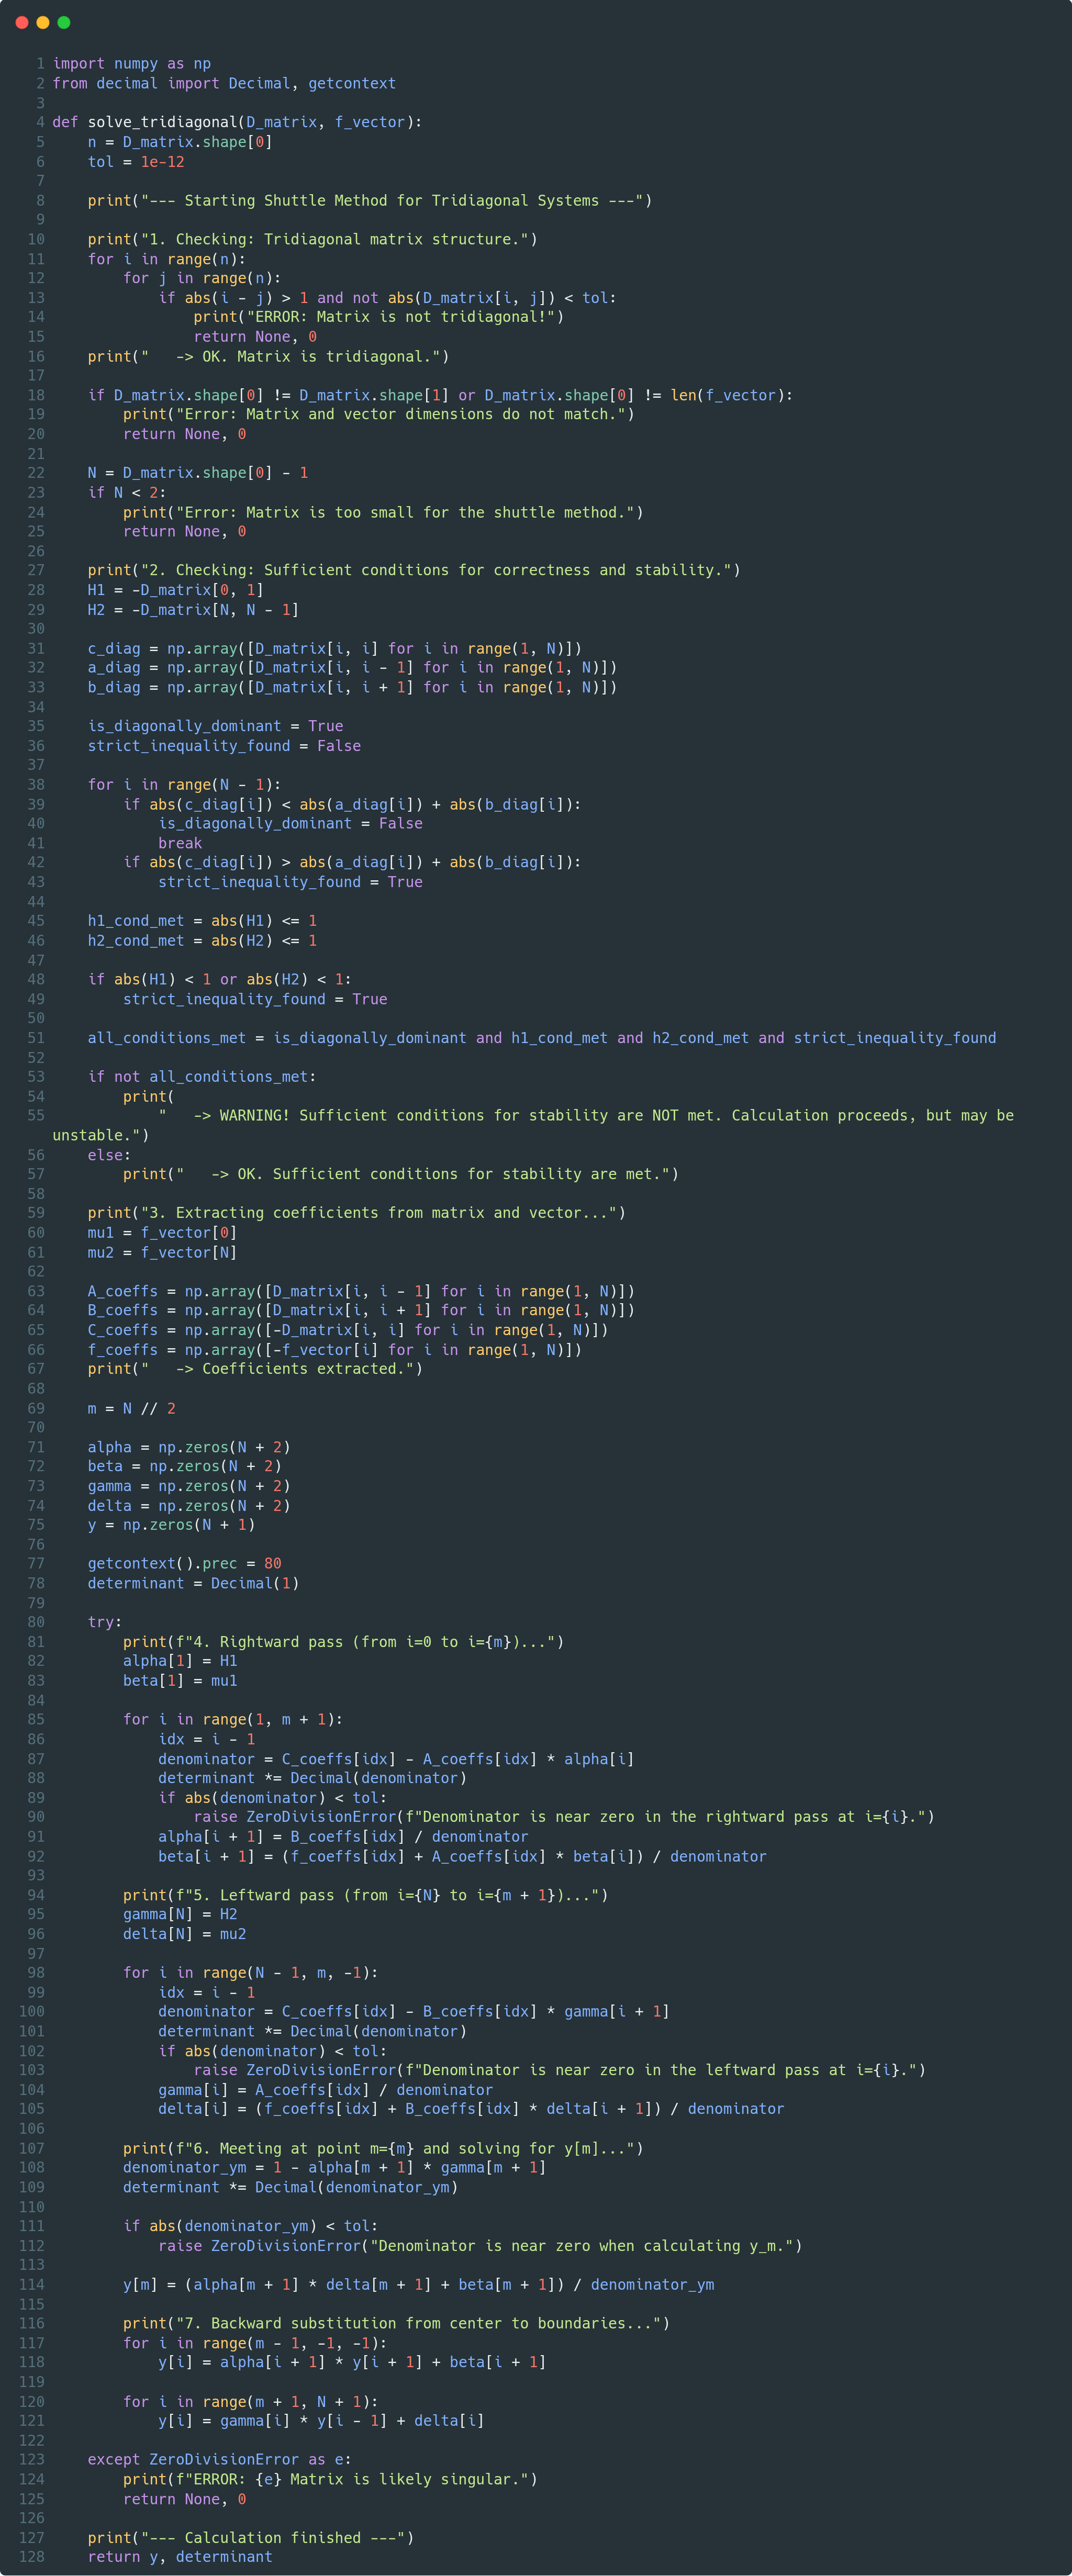 1 import numpy as np
2 from decimal import Decimal, getcontext
3
4 def solve_tridiagonal(D_matrix, f_vector):
5     n = D_matrix.shape[0]
6     tol = 1e-12
7
8     print("--- Starting Shuttle Method for Tridiagonal Systems ---")
9
10     print("1. Checking: Tridiagonal matrix structure.")
11     for i in range(n):
12         for j in range(n):
13             if abs(i - j) > 1 and not abs(D_matrix[i, j]) < tol:
14                 print("ERROR: Matrix is not tridiagonal!")
15                 return None, 0
16     print("   -> OK. Matrix is tridiagonal.")
17
18     if D_matrix.shape[0] != D_matrix.shape[1] or D_matrix.shape[0] != len(f_vector):
19         print("Error: Matrix and vector dimensions do not match.")
20         return None, 0
21
22     N = D_matrix.shape[0] - 1
23     if N < 2:
24         print("Error: Matrix is too small for the shuttle method.")
25         return None, 0
26
27     print("2. Checking: Sufficient conditions for correctness and stability.")
28     H1 = -D_matrix[0, 1]
29     H2 = -D_matrix[N, N - 1]
30
31     c_diag = np.array([D_matrix[i, i] for i in range(1, N)])
32     a_diag = np.array([D_matrix[i, i - 1] for i in range(1, N)])
33     b_diag = np.array([D_matrix[i, i + 1] for i in range(1, N)])
34
35     is_diagonally_dominant = True
36     strict_inequality_found = False
37
38     for i in range(N - 1):
39         if abs(c_diag[i]) < abs(a_diag[i]) + abs(b_diag[i]):
40             is_diagonally_dominant = False
41             break
42         if abs(c_diag[i]) > abs(a_diag[i]) + abs(b_diag[i]):
43             strict_inequality_found = True
44
45     h1_cond_met = abs(H1) <= 1
46     h2_cond_met = abs(H2) <= 1
47
48     if abs(H1) < 1 or abs(H2) < 1:
49         strict_inequality_found = True
50
51     all_conditions_met = is_diagonally_dominant and h1_cond_met and h2_cond_met and strict_inequality_found
52
53     if not all_conditions_met:
54         print(
55             "   -> WARNING! Sufficient conditions for stability are NOT met. Calculation proceeds, but may be
unstable.")
56     else:
57         print("   -> OK. Sufficient conditions for stability are met.")
58
59     print("3. Extracting coefficients from matrix and vector...")
60     mu1 = f_vector[0]
61     mu2 = f_vector[N]
62
63     A_coeffs = np.array([D_matrix[i, i - 1] for i in range(1, N)])
64     B_coeffs = np.array([D_matrix[i, i + 1] for i in range(1, N)])
65     C_coeffs = np.array([-D_matrix[i, i] for i in range(1, N)])
66     f_coeffs = np.array([-f_vector[i] for i in range(1, N)])
67     print("   -> Coefficients extracted.")
68
69     m = N // 2
70
71     alpha = np.zeros(N + 2)
72     beta = np.zeros(N + 2)
73     gamma = np.zeros(N + 2)
74     delta = np.zeros(N + 2)
75     y = np.zeros(N + 1)
76
77     getcontext().prec = 80
78     determinant = Decimal(1)
79
80     try:
81         print(f"4. Rightward pass (from i=0 to i={m})...")
82         alpha[1] = H1
83         beta[1] = mu1
84
85         for i in range(1, m + 1):
86             idx = i - 1
87             denominator = C_coeffs[idx] - A_coeffs[idx] * alpha[i]
88             determinant *= Decimal(denominator)
89             if abs(denominator) < tol:
90                 raise ZeroDivisionError(f"Denominator is near zero in the rightward pass at i={i}.")
91             alpha[i + 1] = B_coeffs[idx] / denominator
92             beta[i + 1] = (f_coeffs[idx] + A_coeffs[idx] * beta[i]) / denominator
93
94         print(f"5. Leftward pass (from i={N} to i={m + 1})...")
95         gamma[N] = H2
96         delta[N] = mu2
97
98         for i in range(N - 1, m, -1):
99             idx = i - 1
100             denominator = C_coeffs[idx] - B_coeffs[idx] * gamma[i + 1]
101             determinant *= Decimal(denominator)
102             if abs(denominator) < tol:
103                 raise ZeroDivisionError(f"Denominator is near zero in the leftward pass at i={i}.")
104             gamma[i] = A_coeffs[idx] / denominator
105             delta[i] = (f_coeffs[idx] + B_coeffs[idx] * delta[i + 1]) / denominator
106
107         print(f"6. Meeting at point m={m} and solving for y[m]...")
108         denominator_ym = 1 - alpha[m + 1] * gamma[m + 1]
109         determinant *= Decimal(denominator_ym)
110
111         if abs(denominator_ym) < tol:
112             raise ZeroDivisionError("Denominator is near zero when calculating y_m.")
113
114         y[m] = (alpha[m + 1] * delta[m + 1] + beta[m + 1]) / denominator_ym
115
116         print("7. Backward substitution from center to boundaries...")
117         for i in range(m - 1, -1, -1):
118             y[i] = alpha[i + 1] * y[i + 1] + beta[i + 1]
119
120         for i in range(m + 1, N + 1):
121             y[i] = gamma[i] * y[i - 1] + delta[i]
122
123     except ZeroDivisionError as e:
124         print(f"ERROR: {e} Matrix is likely singular.")
125         return None, 0
126
127     print("--- Calculation finished ---")
128     return y, determinant